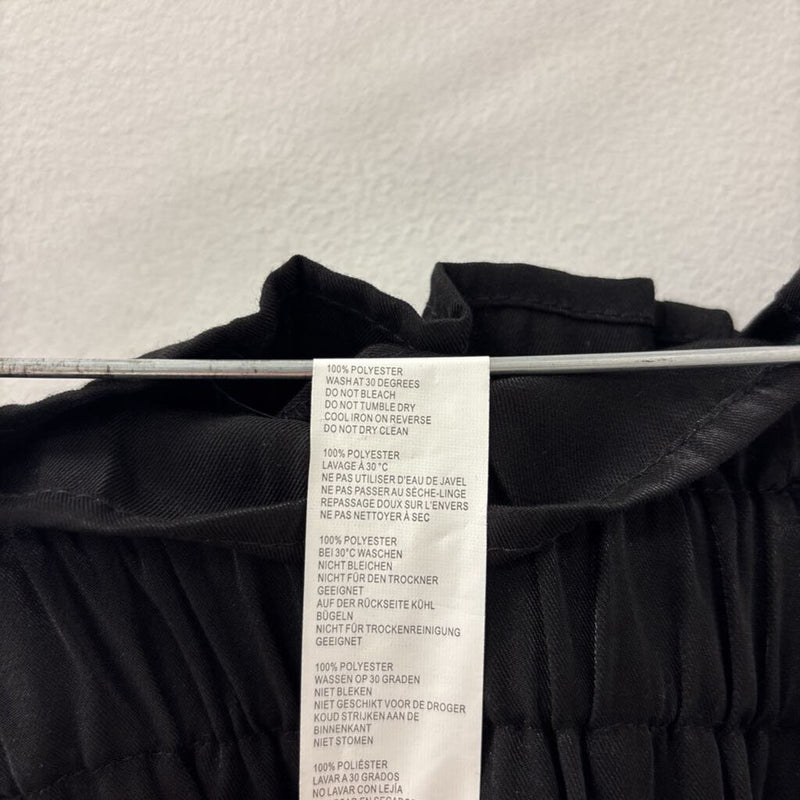 100% POLYESTER
WASH AT 30 DEGREES
DO NOT BLEACH
DO NOT TUMBLE DRY
COOL IRON ON REVERSE
DO NOT DRY CLEAN
100% POLYESTER
LAVAGE À 30 °C
NE PAS UTILISER D'EAU DE JAVEL
NE PAS PASSER AU SÈCHE-LINGE
REPASSAGE DOUX SUR L'ENVERS
NE PAS NETTOYER À SEC
100% POLYESTER
BEI 30°C WASCHEN
NICHT BLEICHEN
NICHT FÜR DEN TROCKNER
GEEIGNET
AUF DER RÜCKSEITE KÜHL
BÜGELN
NICHT FÜR TROCKENREINIGUNG
GEEIGNET
100% POLYESTER
WASSEN OP 30 GRADEN
NIET BLEKEN
NIET GESCHIKT VOOR DE DROGER
KOUD STRIJKEN AAN DE
BINNENKANT
NIET STOMEN
100% POLIÉSTER
LAVAR A 30 GRADOS
NO LAVAR CON LEJÍA